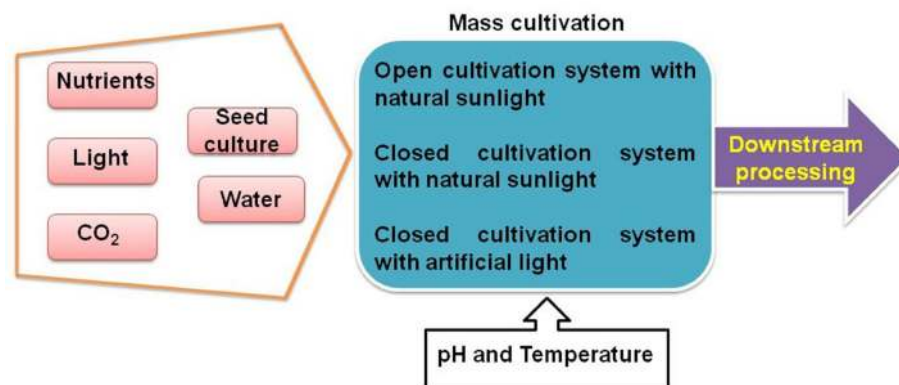 Mass cultivation
Nutrients
Seed
culture
Light
Water
CO₂
Open cultivation system with
natural sunlight
Closed cultivation system
with natural sunlight
Closed cultivation system
with artificial light
Downstream
processing
pH and Temperature